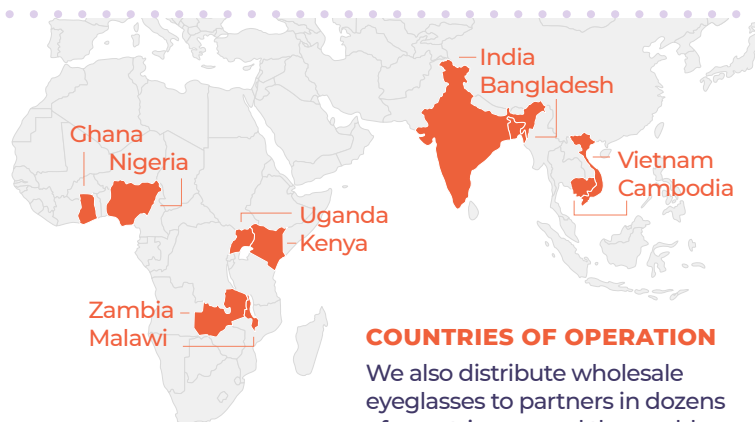 India
Bangladesh
Ghana
Nigeria
Vietnam
Cambodia
Uganda
Kenya
Zambia
Malawi
COUNTRIES OF OPERATION
We also distribute wholesale
eyeglasses to partners in dozens